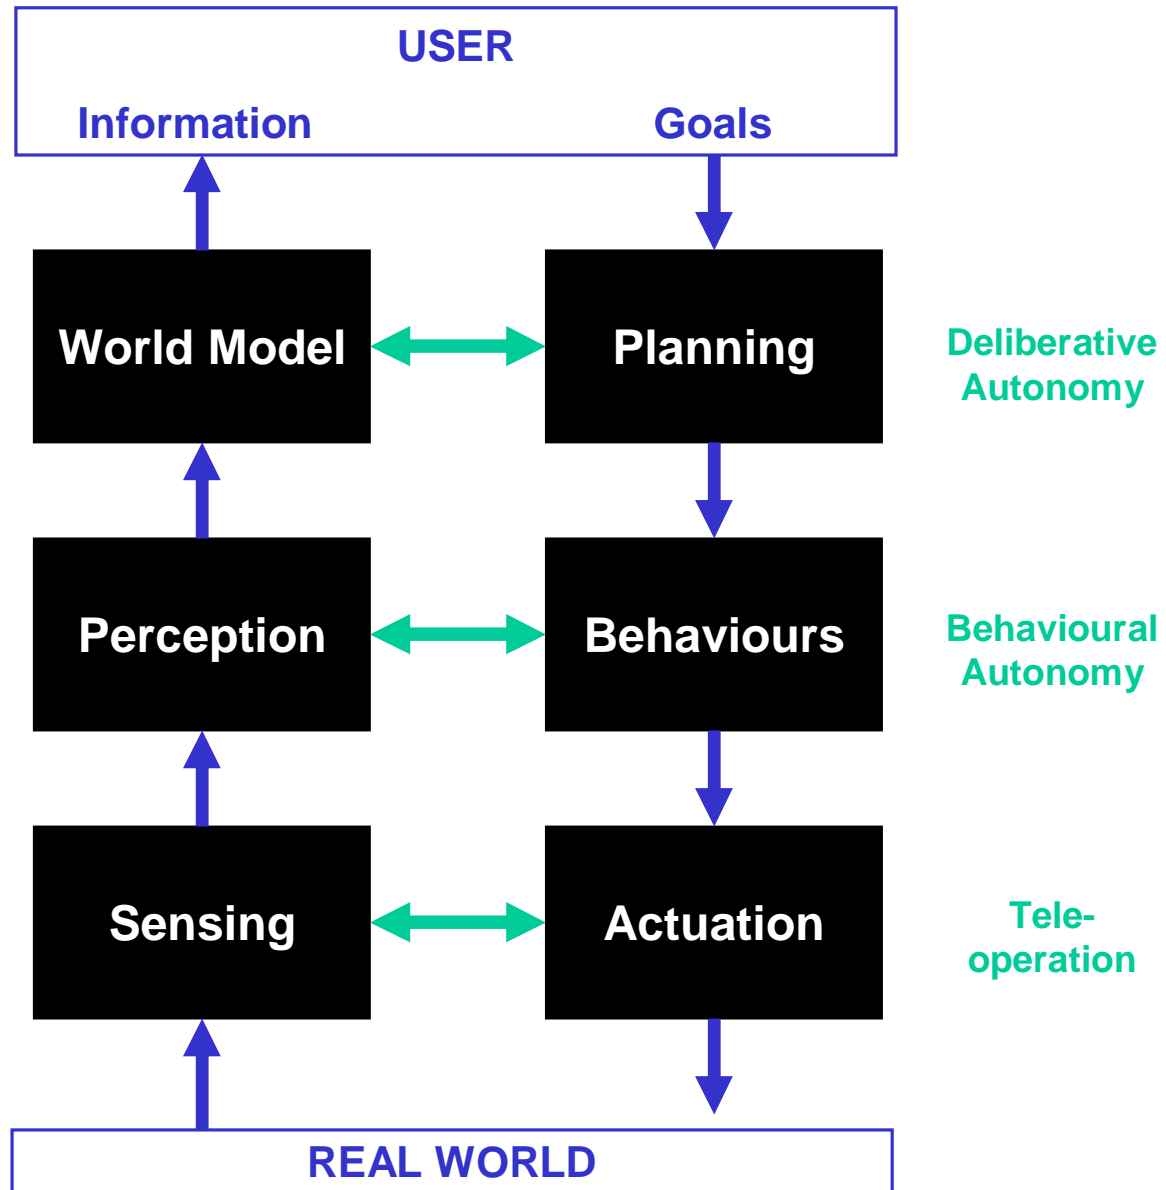 USER
Information Goals
World Model Planning
Deliberative
Autonomy
Perception Behaviours
Behavioural
Autonomy
Sensing Actuation
Tele-
operation
REAL WORLD